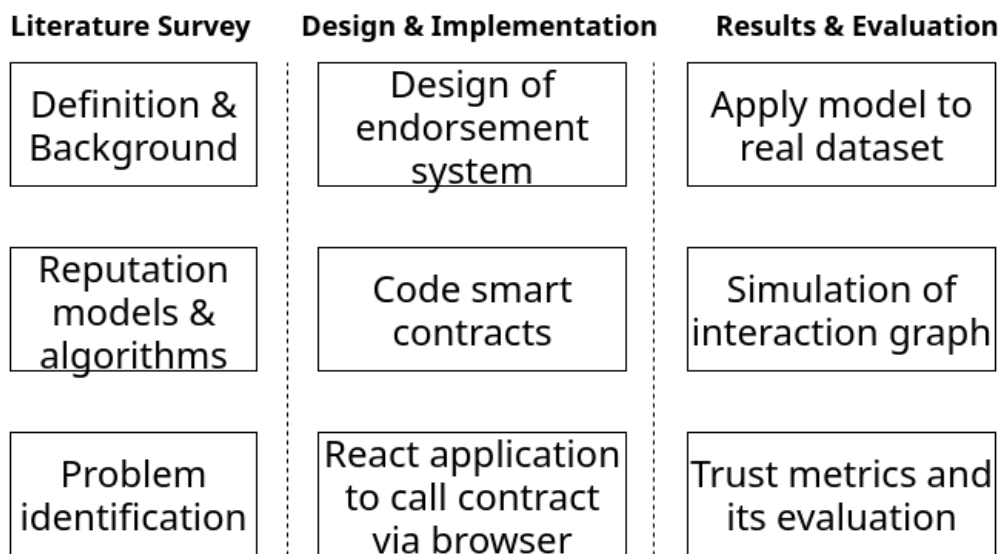 Literature Survey
Design & Implementation
Results & Evaluation
Definition &
Background
Design of
endorsement
system
Apply model to
real dataset
Reputation
models &
algorithms
Code smart
contracts
Simulation of
interaction graph
Problem
identification
React application
to call contract
via browser
Trust metrics and
its evaluation